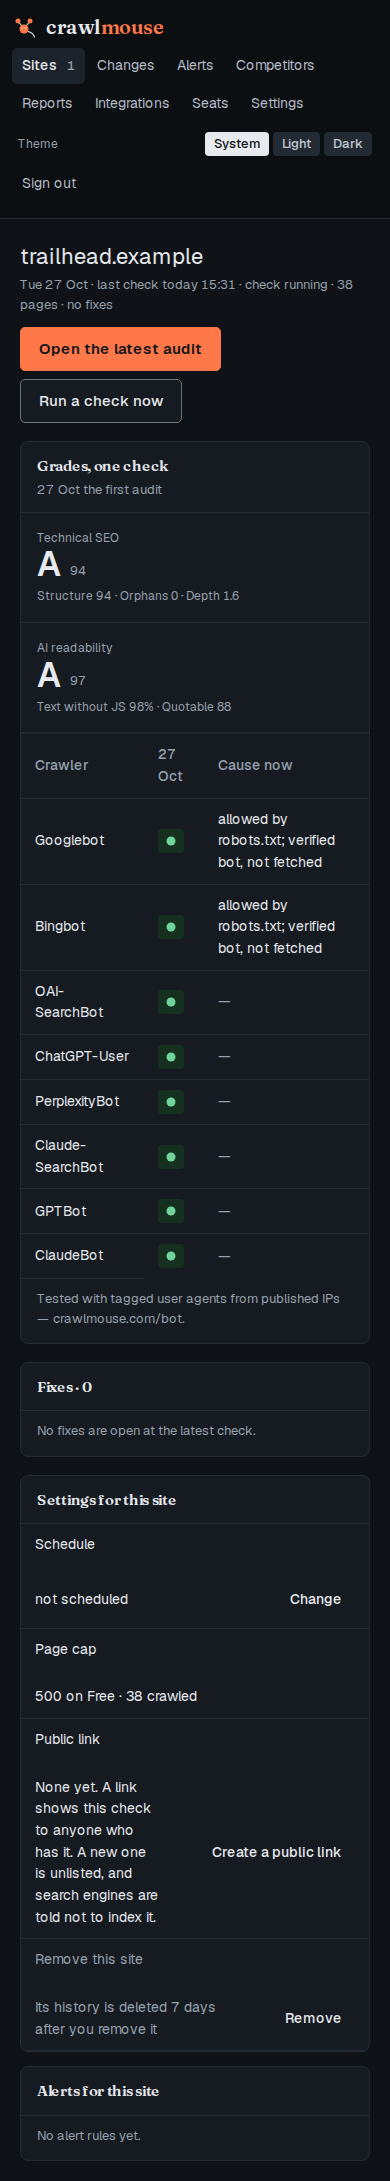 crawlmouse
Sites 1 Changes Alerts Competitors
Reports Integrations Seats Settings
Theme System Light Dark
Sign out
trailhead.example
Tue 27 Oct · last check today 15:31 · check running · 38
pages · no fixes
Open the latest audit
Run a check now
Grades, one check
27 Oct the first audit
Technical SEO
A 94
Structure 94 · Orphans 0 · Depth 1.6
AI readability
A 97
Text without JS 98% · Quotable 88
Crawler 27 Oct Cause now
Googlebot allowed by
robots.txt; verified
bot, not fetched
Bingbot allowed by
robots.txt; verified
bot, not fetched
OAI-
SearchBot —
ChatGPT-User —
PerplexityBot —
Claude-
SearchBot —
GPTBot —
ClaudeBot —
Tested with tagged user agents from published IPs
— crawlmouse.com/bot.
Fixes · 0
No fixes are open at the latest check.
Settings for this site
Schedule
not scheduled Change
Page cap
500 on Free · 38 crawled
Public link
None yet. A link
shows this check
to anyone who
has it. A new one
is unlisted, and
search engines are
told not to index it.
Create a public link
Remove this site
Its history is deleted 7 days
after you remove it
Remove
Alerts for this site
No alert rules yet.